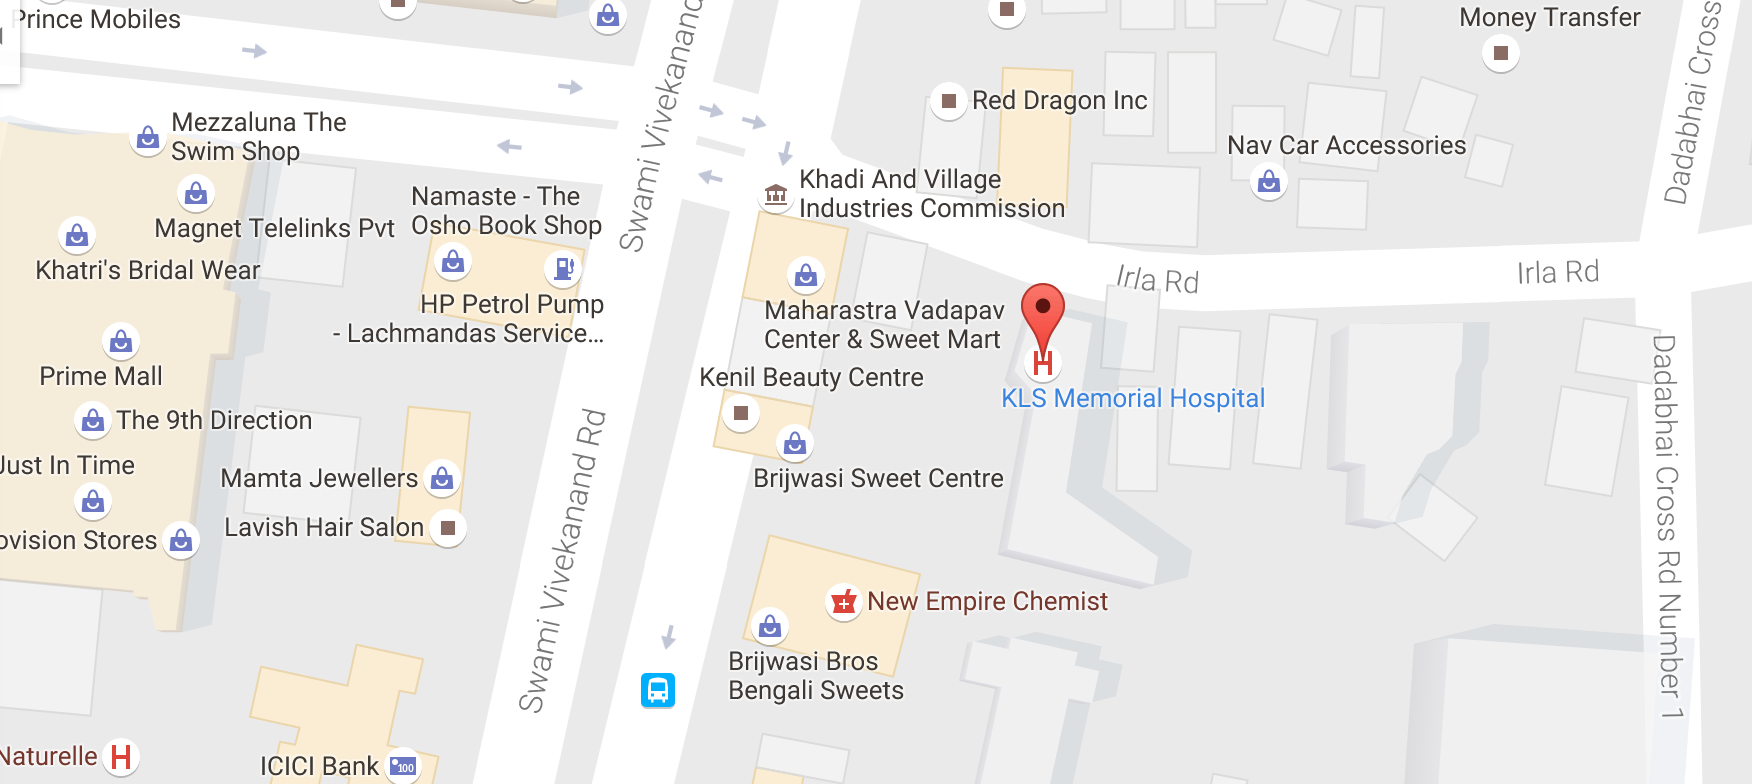 Prince Mobiles
Money Transfer
Swami Vivekanand
Dadabhai Cross
Red Dragon Inc
Mezzaluna The
Swim Shop
Nav Car Accessories
Khadi And Village
Industries Commission
Namaste - The
Osho Book Shop
Magnet Telelinks Pvt
Khatri's Bridal Wear
Irla Rd
Irla Rd
HP Petrol Pump
- Lachmandas Service...
Maharastra Vadapav
Center & Sweet Mart
Prime Mall
Kenil Beauty Centre
H
KLS Memorial Hospital
The 9th Direction
Just In Time
Mamta Jewellers
Brijwasi Sweet Centre
Swami Vivekanand Rd
Dadabhai Cross Rd Number 1
Lavish Hair Salon
ovision Stores
New Empire Chemist
Brijwasi Bros
Bengali Sweets
Naturelle
H
ICICI Bank
100